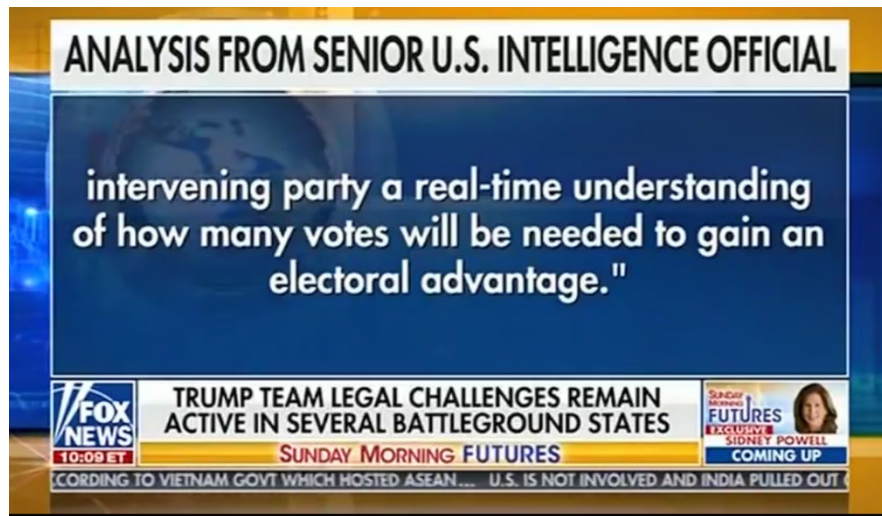 ANALYSIS FROM SENIOR U.S. INTELLIGENCE OFFICIAL
intervening party a real-time understanding
of how many votes will be needed to gain an
electoral advantage."
FOX
NEWS
10:09 ET
TRUMP TEAM LEGAL CHALLENGES REMAIN
ACTIVE IN SEVERAL BATTLEGROUND STATES
SUNDAY MORNING FUTURES
SUNDAY
MORNING
FUTURES
EXCLUSIVE
SIDNEY POWELL
COMING UP
CORDING TO VIETNAM GOVT WHICH HOSTED ASEAN... U.S. IS NOT INVOLVED AND INDIA PULLED OUT